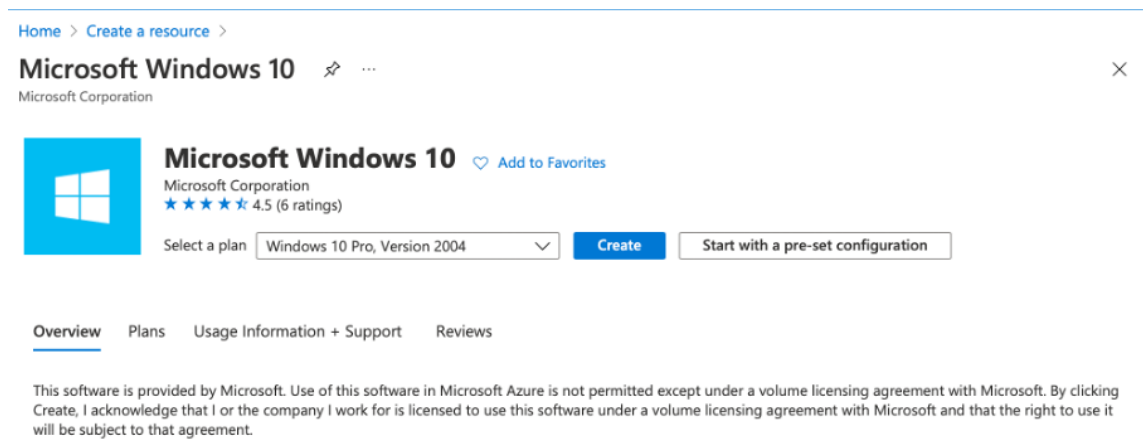 Home > Create a resource >
Microsoft Windows 10
Microsoft Corporation
Microsoft Windows 10 Add to Favorites
Microsoft Corporation
4.5 (6 ratings)
Select a plan Windows 10 Pro, Version 2004 Create Start with a pre-set configuration
Overview Plans Usage Information + Support Reviews
This software is provided by Microsoft. Use of this software in Microsoft Azure is not permitted except under a volume licensing agreement with Microsoft. By clicking
Create, I acknowledge that I or the company I work for is licensed to use this software under a volume licensing agreement with Microsoft and that the right to use it
will be subject to that agreement.